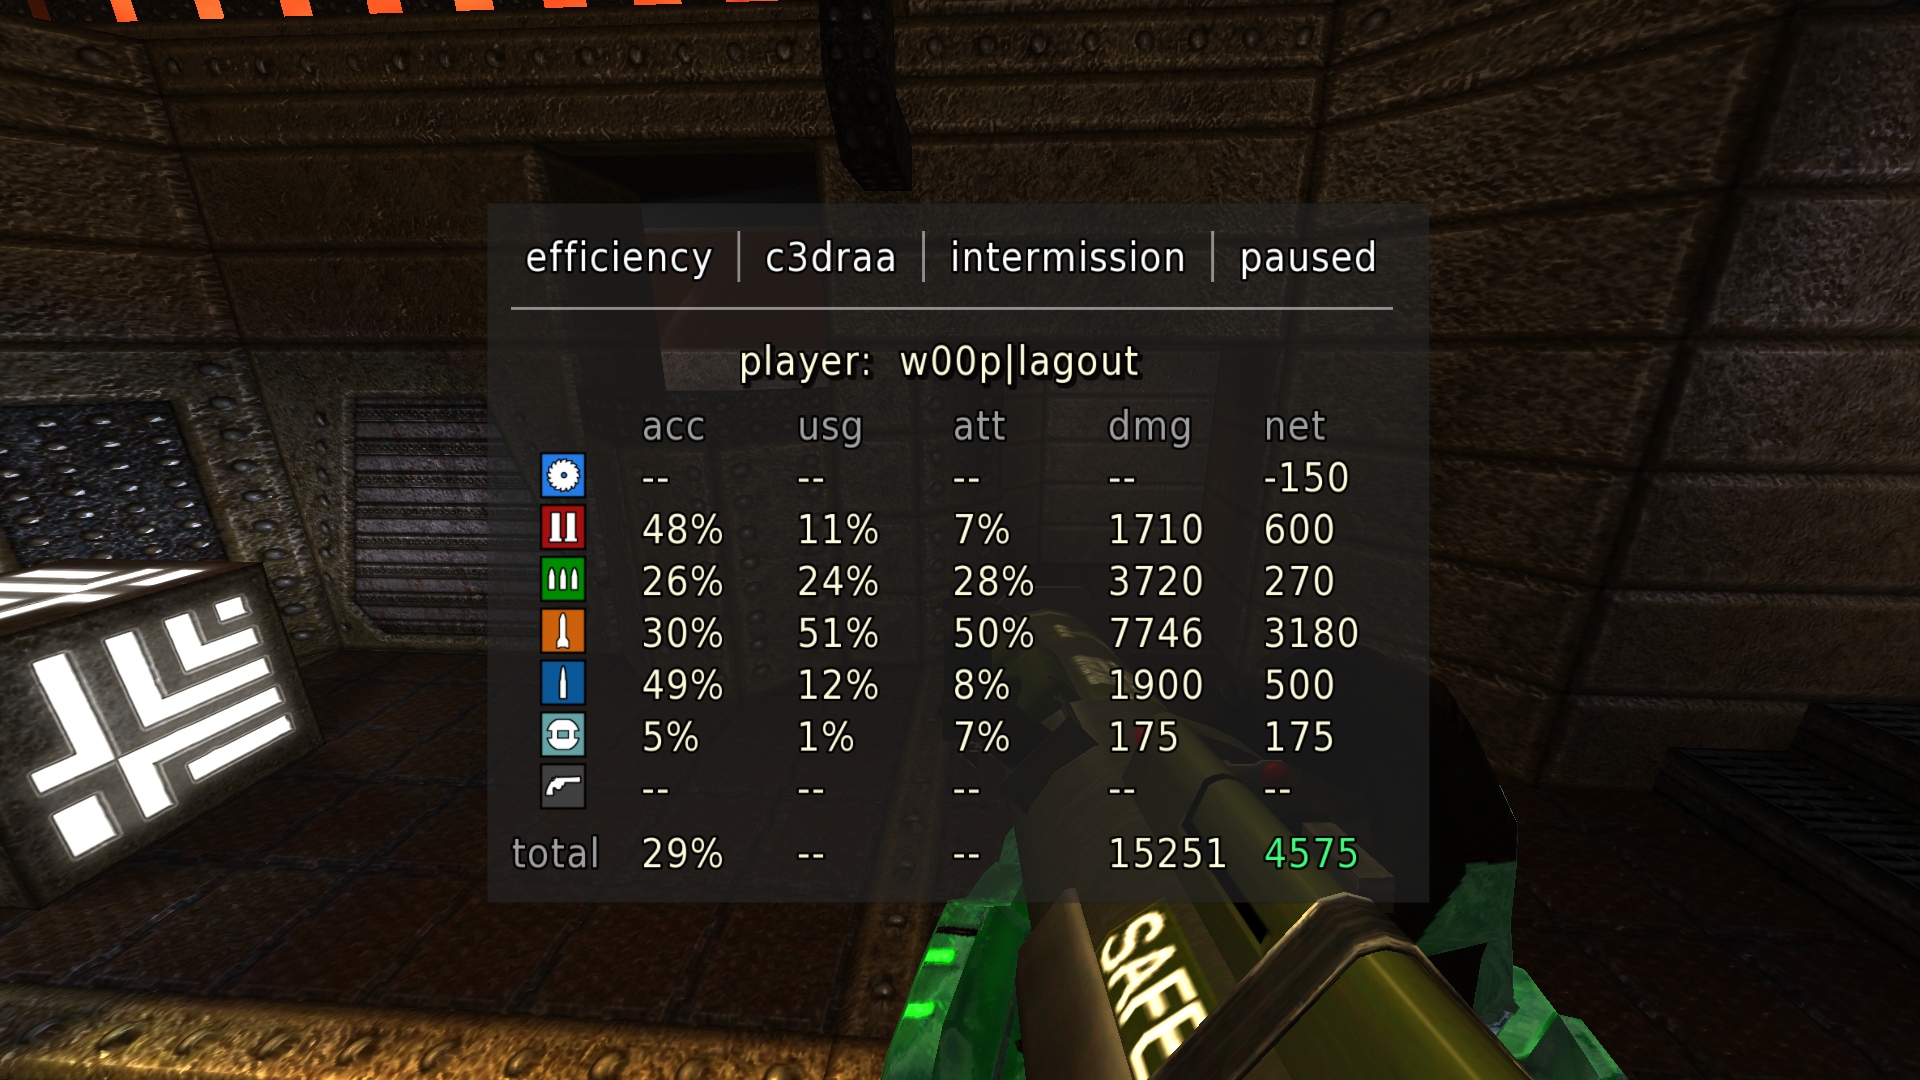 efficiency | c3draa | intermission | paused
player: w00p|lagout
acc usg att dmg net
-- -- -- -- -150
48% 11% 7% 1710 600
26% 24% 28% 3720 270
30% 51% 50% 7746 3180
49% 12% 8% 1900 500
5% 1% 7% 175 175
-- -- -- -- --
total 29% -- -- 15251 4575
SAFE